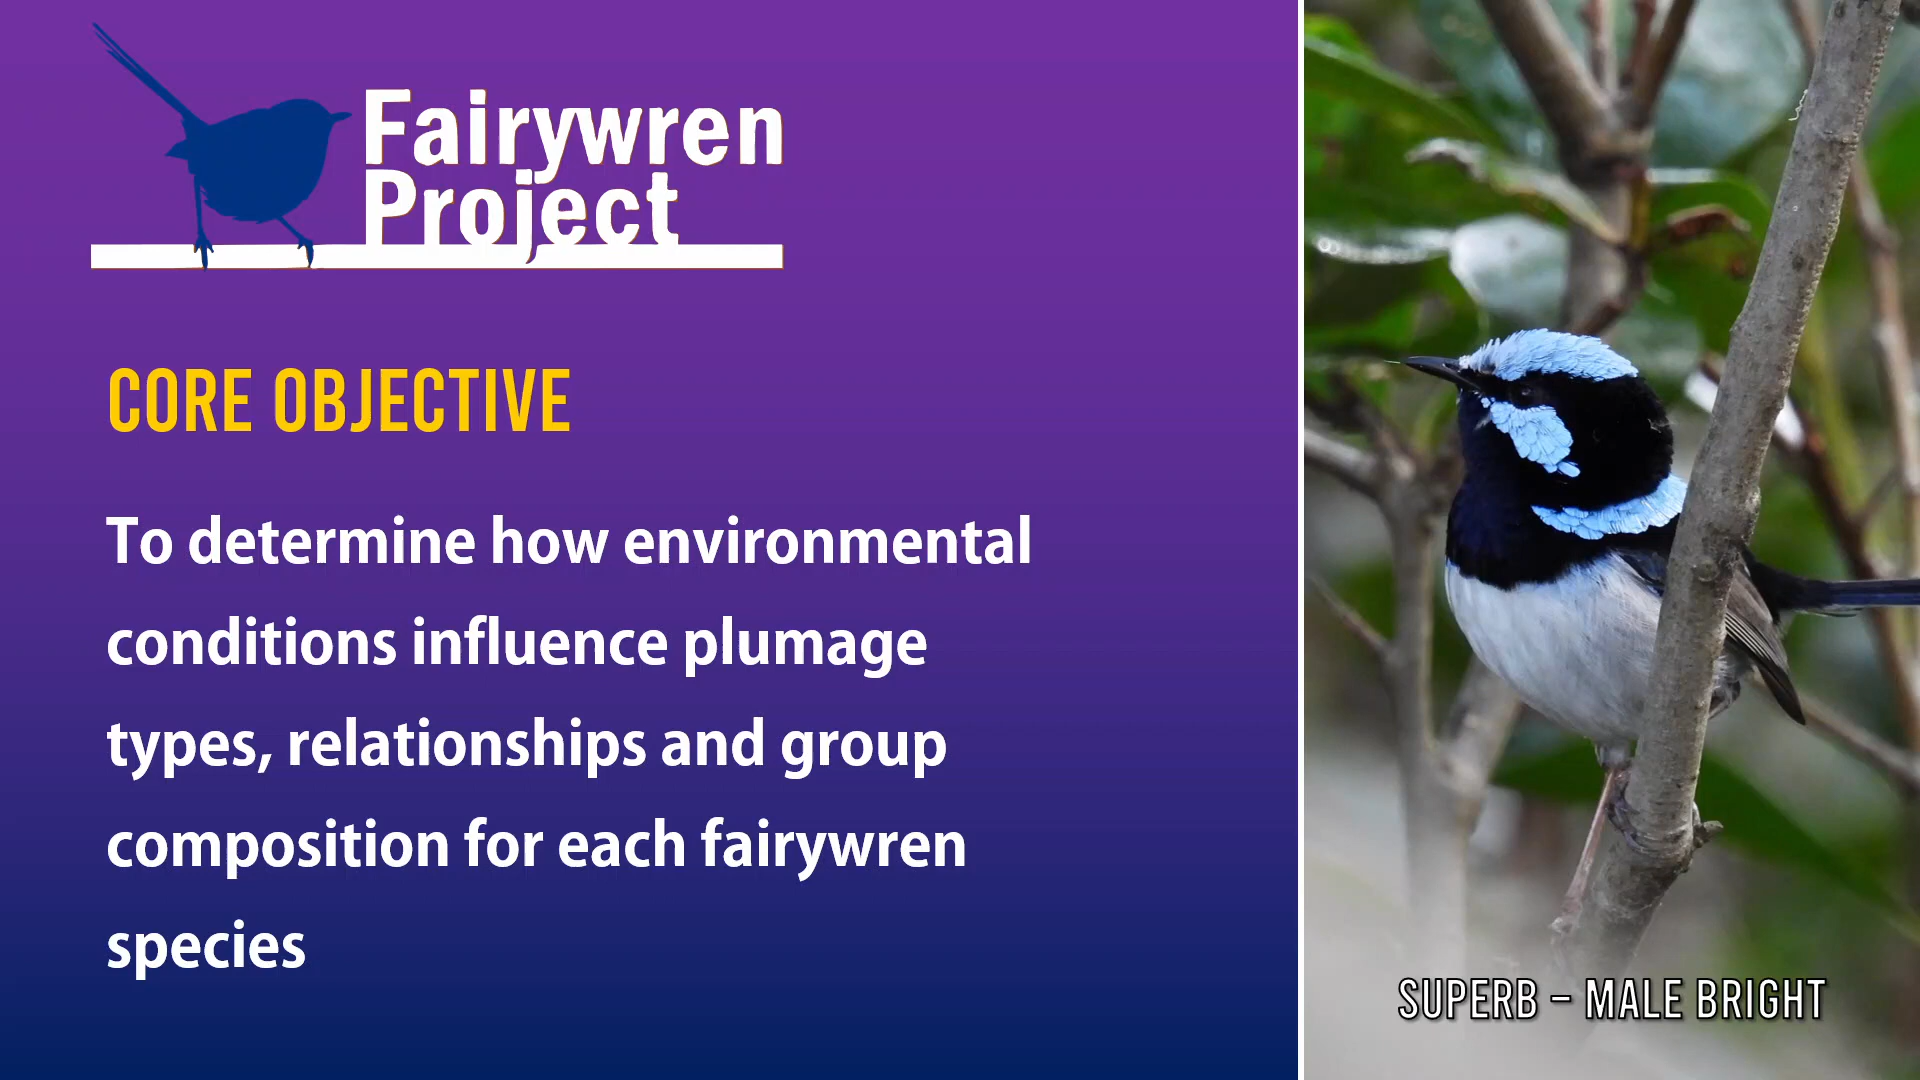 Fairywren
Project
CORE OBJECTIVE
To determine how environmental
conditions influence plumage
types, relationships and group
composition for each fairywren
species
SUPERB – MALE BRIGHT